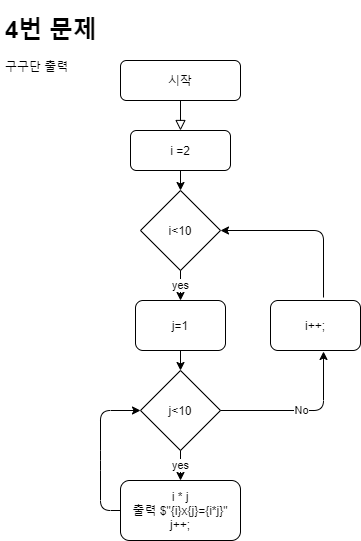 4번 문제
구구단 출력
시작
i =2
i<10
yes
j=1
i++;
j<10
No
yes
i * j
출력 $"{i}x{j}={i*j}"
j++;